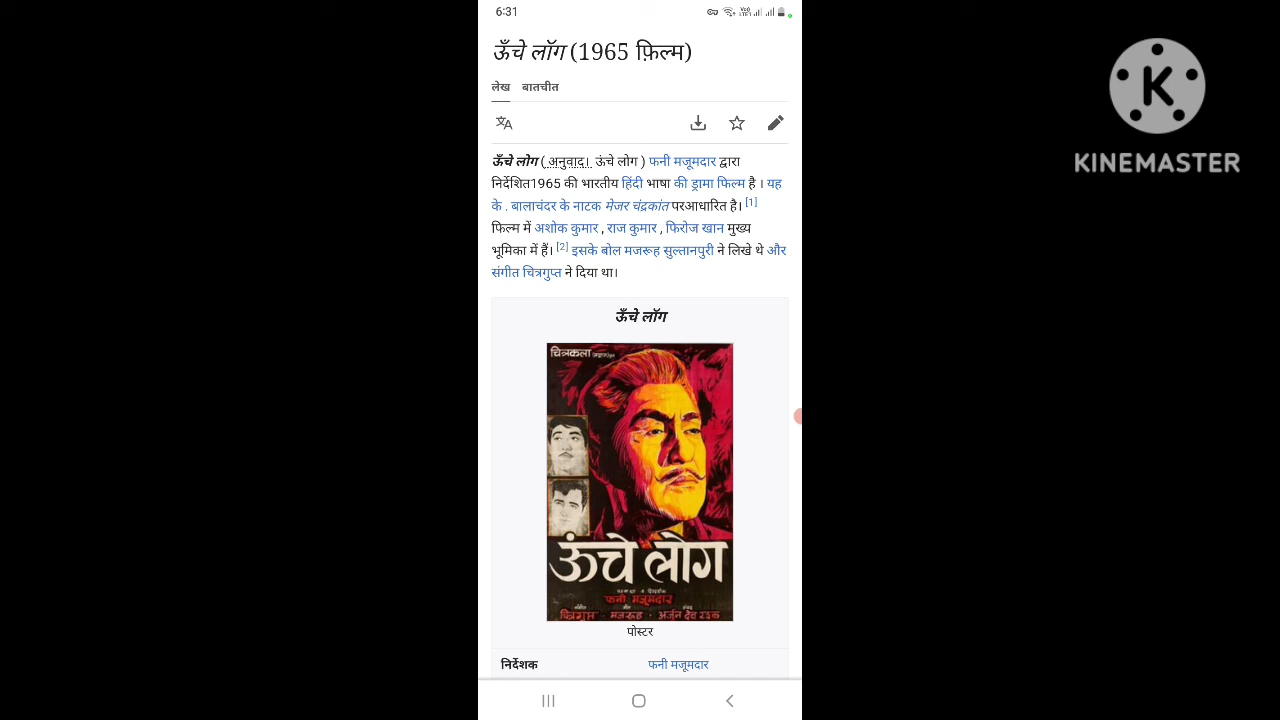 6:31
ऊँचे लॉग (1965 फ़िल्म)
लेख बातचीत
ऊँचे लोग ( अनुवाद। ऊंचे लोग ) फनी मजूमदार द्वारा
निर्देशित1965 की भारतीय हिंदी भाषा की ड्रामा फिल्म है । यह
के . बालाचंदर के नाटक मेजर चंद्रकांत परआधारित है। [1]
फिल्म में अशोक कुमार , राज कुमार , फिरोज खान मुख्य
भूमिका में हैं। [2] इसके बोल मजरूह सुल्तानपुरी ने लिखे थे और
संगीत चित्रगुप्त ने दिया था।
ऊँचे लॉग
चित्रकला
ऊंचे लोग
फनी मजूमदार
चित्रगुप्त - मजरूह - अर्जुन देव रश्क
पोस्टर
निर्देशक फनी मजूमदार
K
KINEMASTER